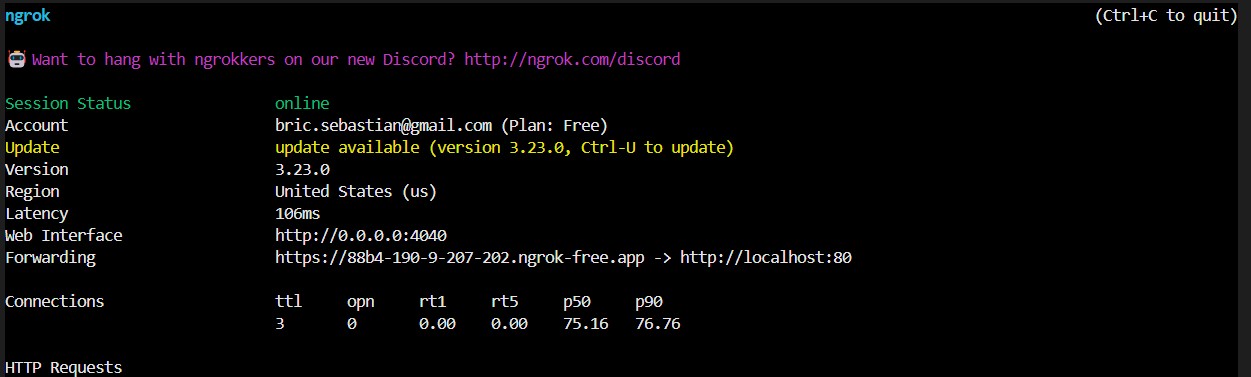 ngrok (Ctrl+C to quit)
🤖 Want to hang with ngrokkers on our new Discord? http://ngrok.com/discord
Session Status online
Account bric.sebastian@gmail.com (Plan: Free)
Update update available (version 3.23.0, Ctrl-U to update)
Version 3.23.0
Region United States (us)
Latency 106ms
Web Interface http://0.0.0.0:4040
Forwarding https://88b4-190-9-207-202.ngrok-free.app -> http://localhost:80
Connections ttl opn rt1 rt5 p50 p90
3 0 0.00 0.00 75.16 76.76
HTTP Requests